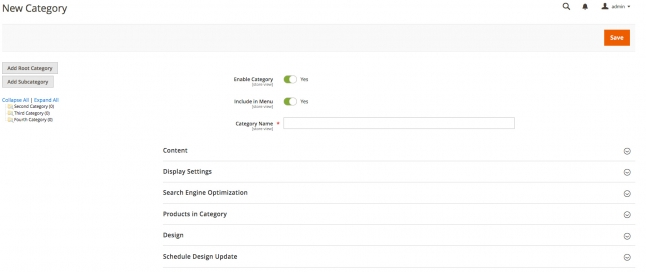 New Category
admin
Save
Add Root Category
Add Subcategory
Collapse All | Expand All
Second Category (0)
Third Category (0)
Fourth Category (0)
Enable Category
[store view]
Yes
Include in Menu
[store view]
Yes
Category Name *
[store view]
Content
Display Settings
Search Engine Optimization
Products in Category
Design
Schedule Design Update